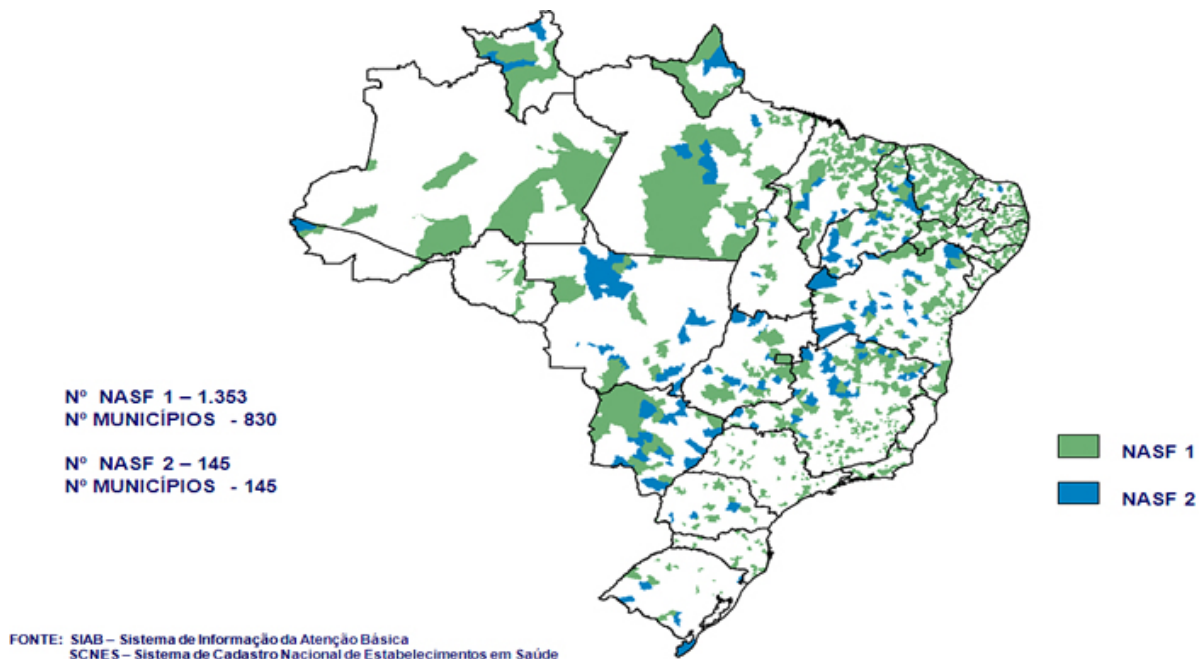 Nº NASF 1 – 1.353
Nº MUNICÍPIOS - 830
Nº NASF 2 – 145
Nº MUNICÍPIOS - 145
NASF 1
NASF 2
FONTE: SIAB – Sistema de Informação da Atenção Básica
SCNES – Sistema de Cadastro Nacional de Estabelecimentos em Saúde